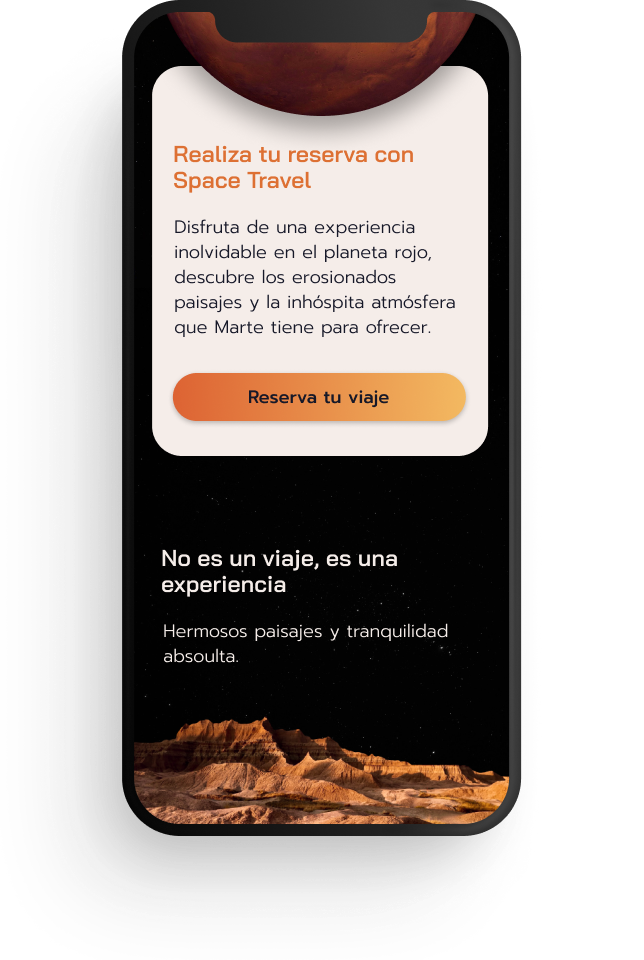 Realiza tu reserva con
Space Travel
Disfruta de una experiencia
inolvidable en el planeta rojo,
descubre los erosionados
paisajes y la inhóspita atmósfera
que Marte tiene para ofrecer.
Reserva tu viaje
No es un viaje, es una
experiencia
Hermosos paisajes y tranquilidad
absoulta.